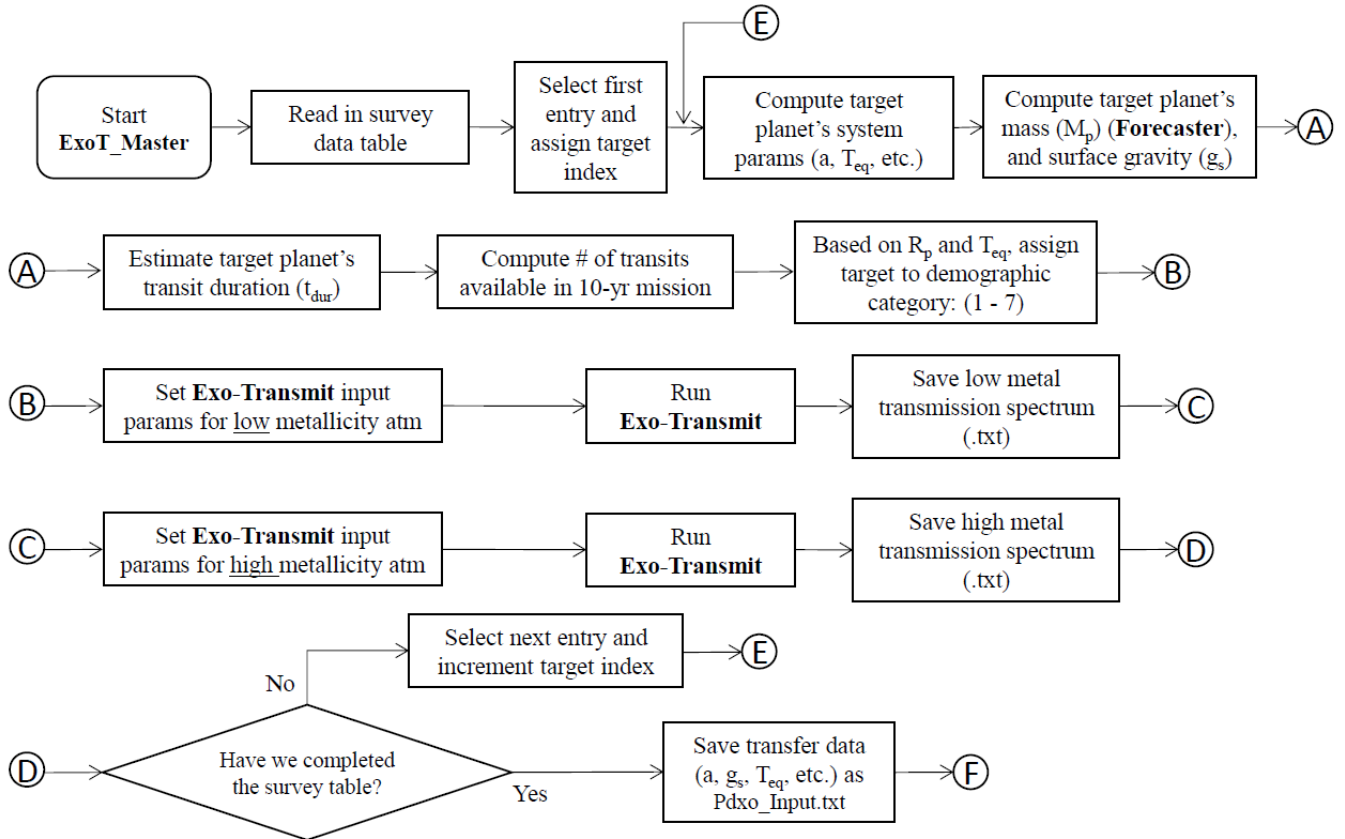 E
Start
ExoT_Master
Read in survey
data table
Select first
entry and
assign target
index
Compute target
planet's system
params (a, Teq, etc.)
Compute target planet's
mass (Mp) (Forecaster),
and surface gravity (gs)
A
A
Estimate target planet's
transit duration (tdur)
Compute # of transits
available in 10-yr mission
Based on Rp and Teq, assign
target to demographic
category: (1 - 7)
B
B
Set Exo-Transmit input
params for low metallicity atm
Run
Exo-Transmit
Save low metal
transmission spectrum
(.txt)
C
C
Set Exo-Transmit input
params for high metallicity atm
Run
Exo-Transmit
Save high metal
transmission spectrum
(.txt)
D
Select next entry and
increment target index
E
No
D
Have we completed
the survey table?
Yes
Save transfer data
(a, gs, Teq, etc.) as
Pdxo_Input.txt
F